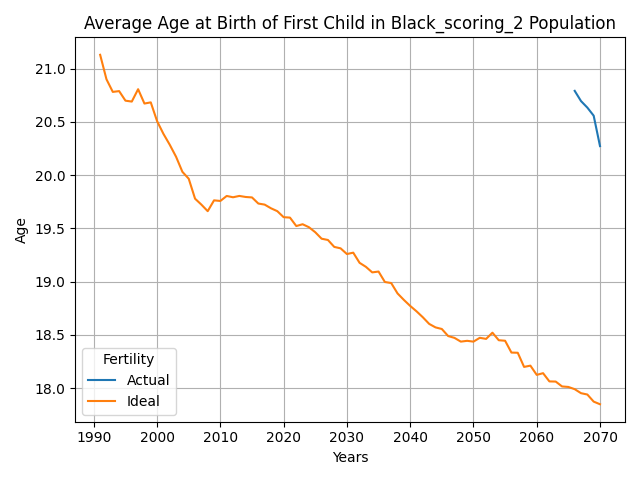 Average Age at Birth of First Child in Black_scoring_2 Population
Age
21.0
20.5
20.0
19.5
19.0
18.5
18.0
Fertility
Actual
Ideal
1990 2000 2010 2020 2030 2040 2050 2060 2070
Years